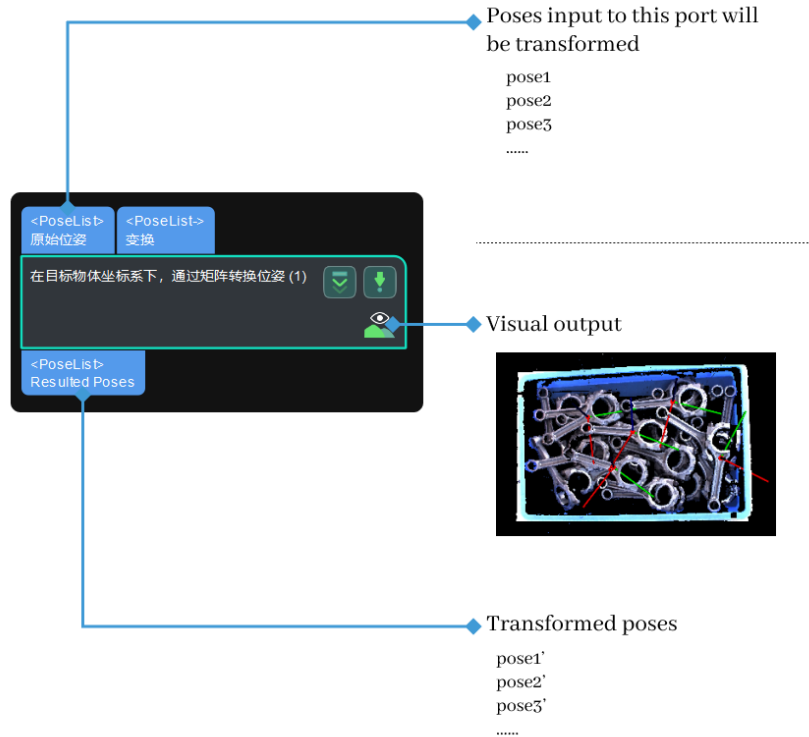 Poses input to this port will
be transformed
pose1
pose2
pose3
......
<PoseList>
原始位姿
<PoseList->
变换
在目标物体坐标系下，通过矩阵转换位姿 (1)
Visual output
<PoseList>
Resulted Poses
Transformed poses
pose1’
pose2’
pose3’
......